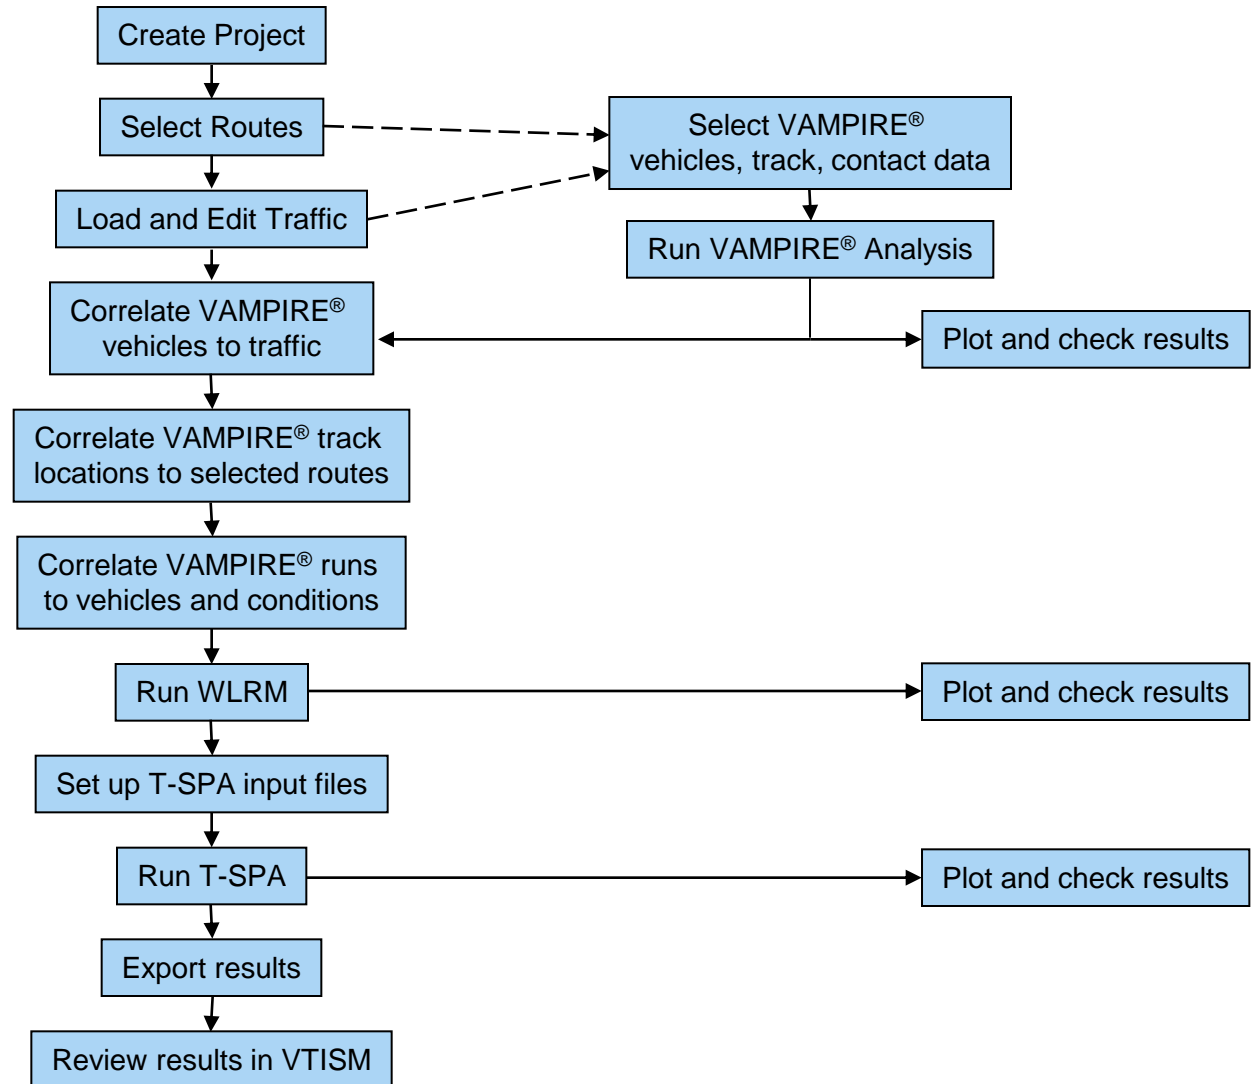 Create Project
Select Routes
Select VAMPIRE®
vehicles, track, contact data
Load and Edit Traffic
Run VAMPIRE® Analysis
Correlate VAMPIRE®
vehicles to traffic
Plot and check results
Correlate VAMPIRE® track
locations to selected routes
Correlate VAMPIRE® runs
to vehicles and conditions
Run WLRM
Plot and check results
Set up T-SPA input files
Run T-SPA
Plot and check results
Export results
Review results in VTISM